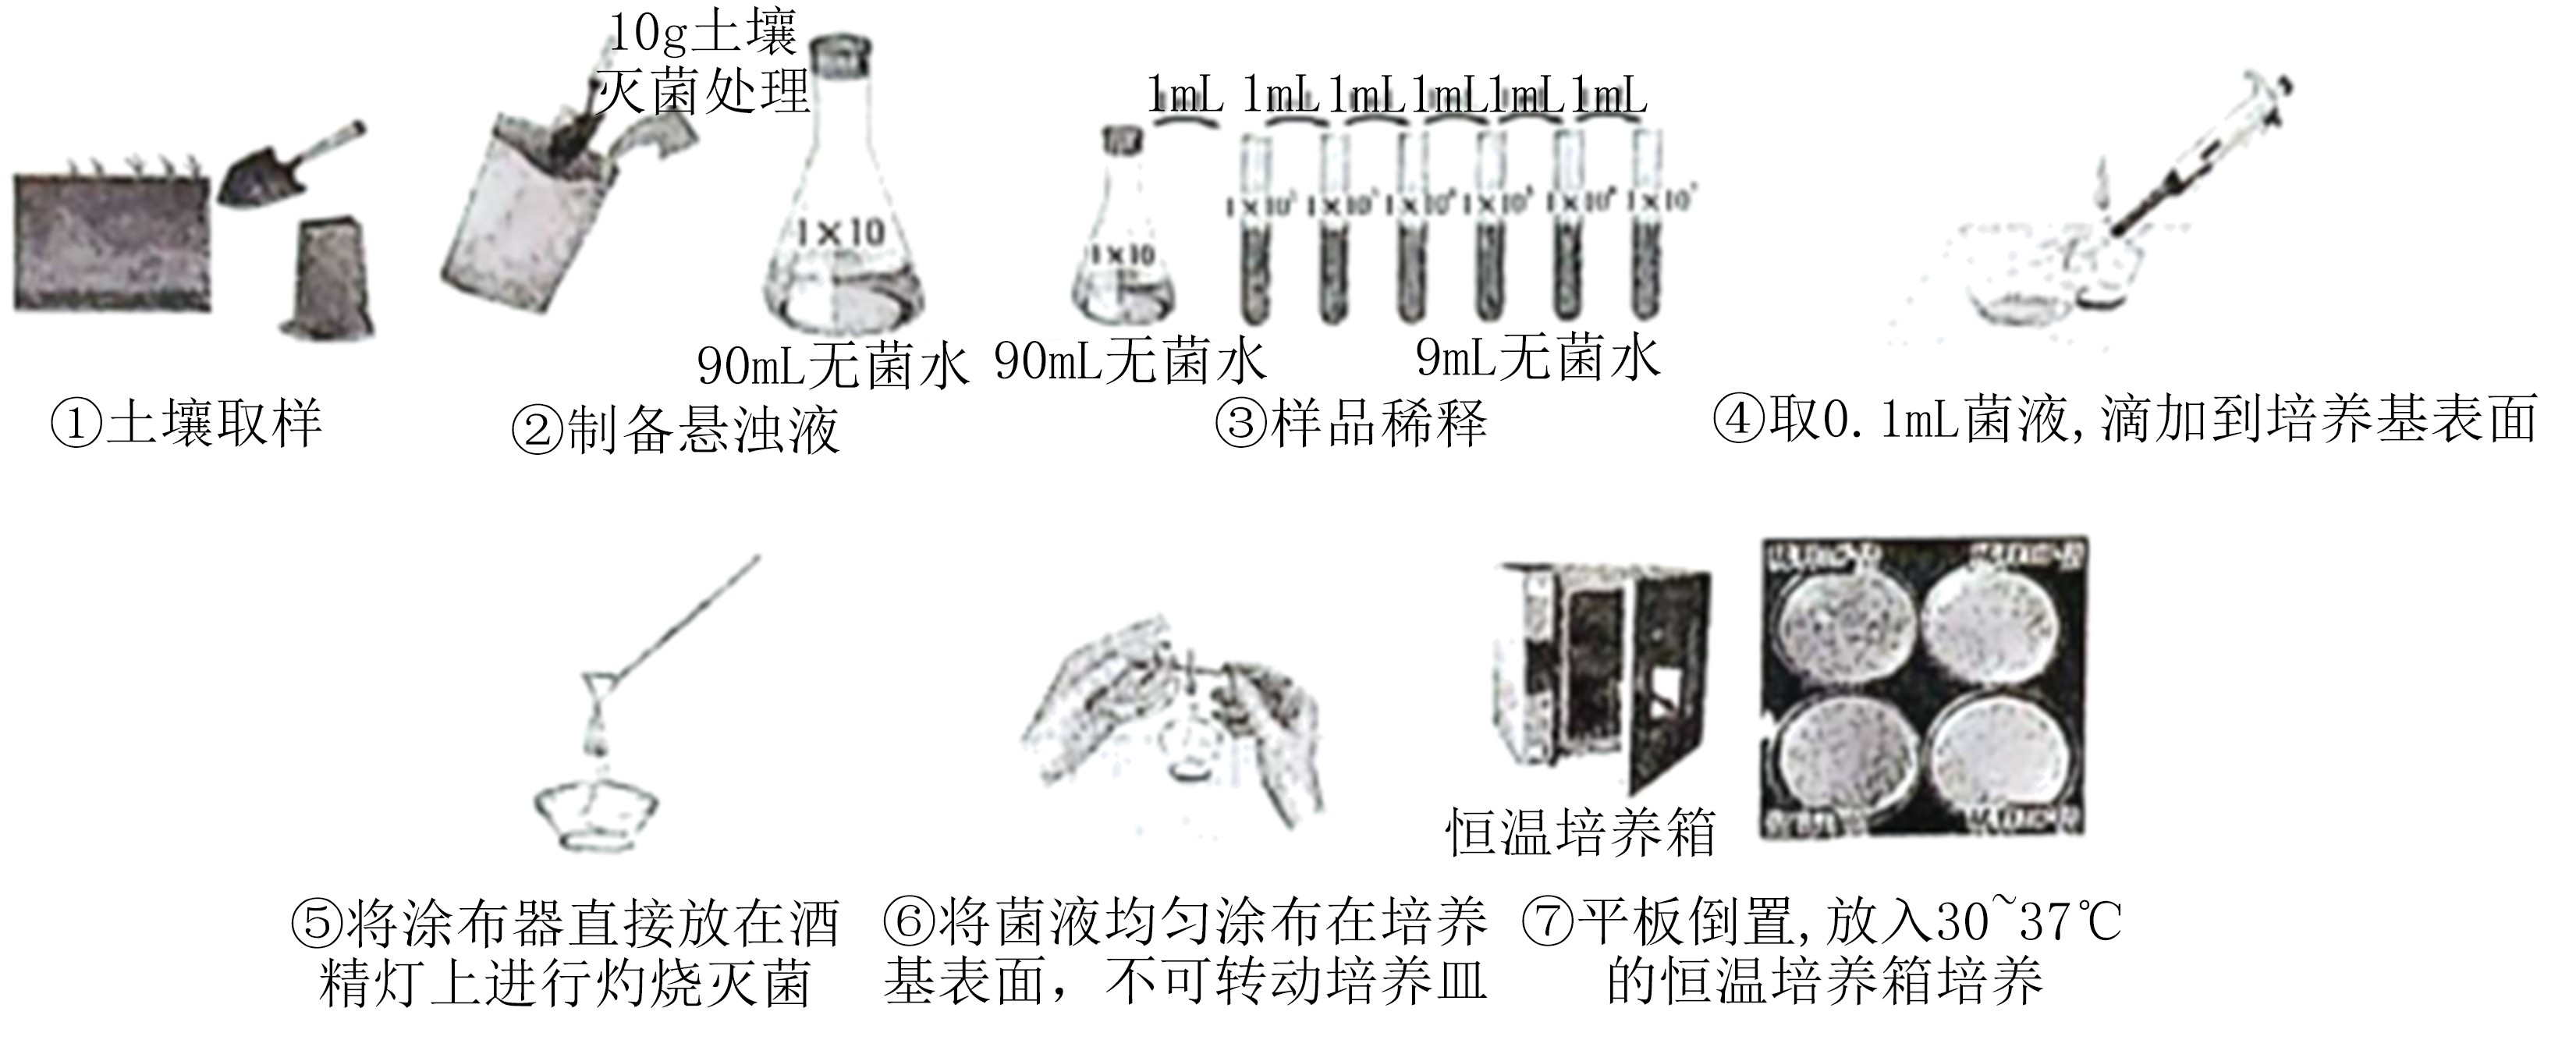 10g土壤
灭菌处理
1×10
90mL无菌水
①土壤取样
②制备悬浊液
1mL 1mL 1mL 1mL 1mL 1mL
1×10
90mL无菌水
9mL无菌水
③样品稀释
④取0.1mL菌液,滴加到培养基表面
⑤将涂布器直接放在酒
精灯上进行灼烧灭菌
⑥将菌液均匀涂布在培养
基表面，不可转动培养皿
恒温培养箱
⑦平板倒置,放入30~37℃
的恒温培养箱培养